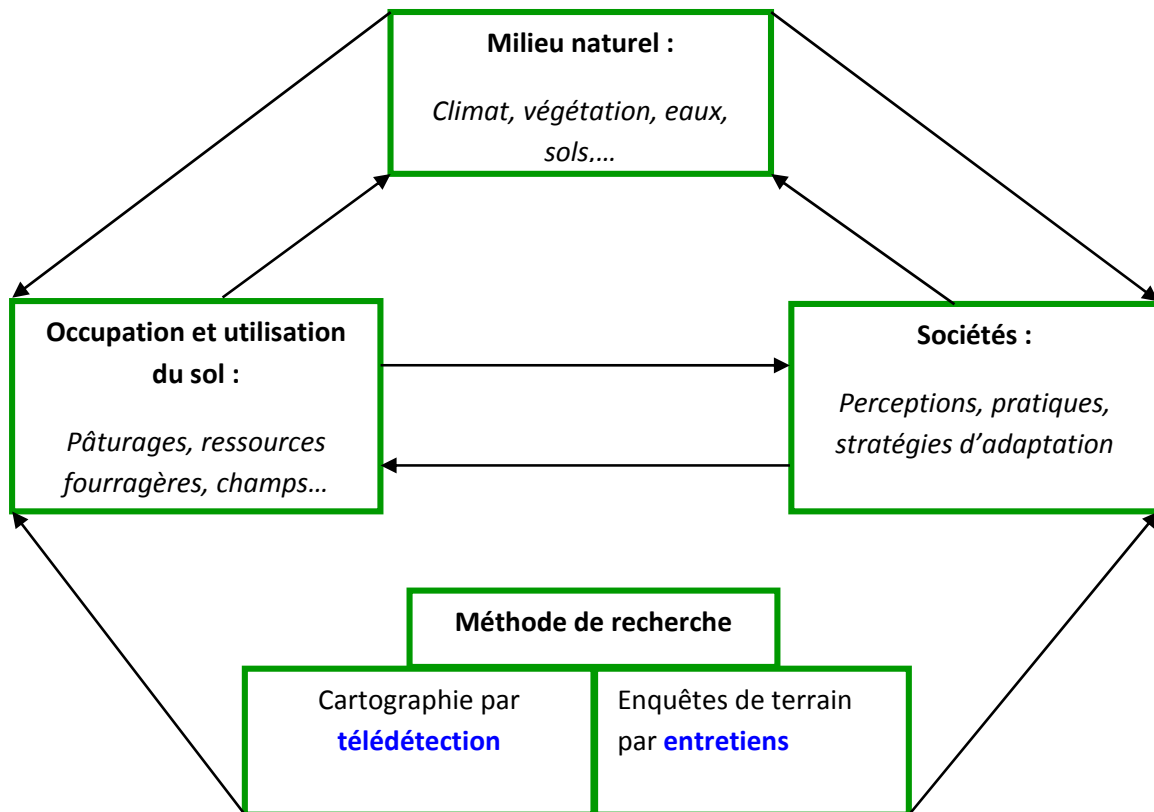 Milieu naturel :
Climat, végétation, eaux,
sols,…
Occupation et utilisation
du sol :
Pâturages, ressources
fourragères, champs…
Sociétés :
Perceptions, pratiques,
stratégies d’adaptation
Méthode de recherche
Cartographie par
télédétection
Enquêtes de terrain
par entretiens